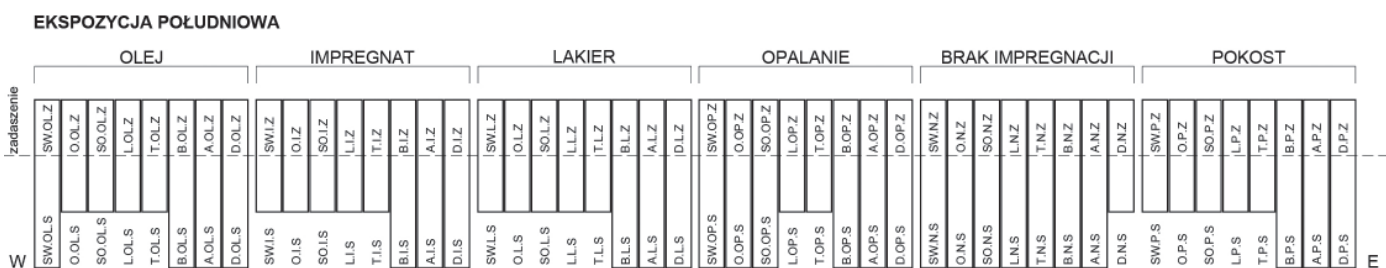 EKSPOZYCJA POŁUDNIOWA
OLEJ IMPREGNAT LAKIER OPALANIE BRAK IMPREGNACJI POKOST
zadaszenie
SW.OL.Z O.OL.Z SO.OL.Z L.OL.Z T.OL.Z B.OL.Z A.OL.Z D.OL.Z SW.I.Z O.I.Z SO.I.Z L.I.Z T.I.Z B.I.Z A.I.Z D.I.Z SW.L.Z O.L.Z SO.L.Z L.L.Z T.L.Z B.L.Z A.L.Z D.L.Z SW.OP.Z O.OP.Z SO.OP.Z L.OP.Z T.OP.Z B.OP.Z A.OP.Z D.OP.Z SW.N.Z O.N.Z SO.N.Z L.N.Z T.N.Z B.N.Z A.N.Z D.N.Z SW.P.Z O.P.Z SO.P.Z L.P.Z T.P.Z B.P.Z A.P.Z D.P.Z
W SW.OL.S O.OL.S SO.OL.S L.OL.S T.OL.S B.OL.S A.OL.S D.OL.S SW.I.S O.I.S SO.I.S L.I.S T.I.S B.I.S A.I.S D.I.S SW.L.S O.L.S SO.L.S L.L.S T.L.S B.L.S A.L.S D.L.S SW.OP.S O.OP.S SO.OP.S L.OP.S T.OP.S B.OP.S A.OP.S D.OP.S SW.N.S O.N.S SO.N.S L.N.S T.N.S B.N.S A.N.S D.N.S SW.P.S O.P.S SO.P.S L.P.S T.P.S B.P.S A.P.S D.P.S E